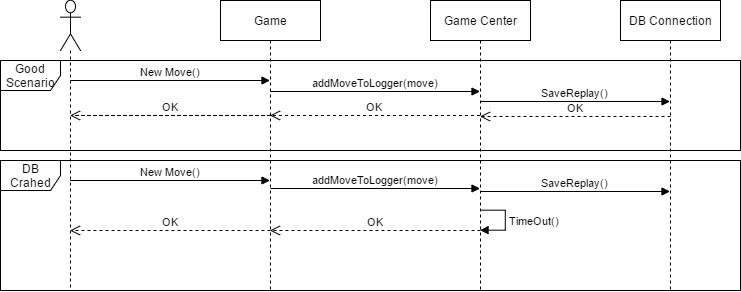 Game
Game Center
DB Connection
Good
Scenario
New Move()
addMoveToLogger(move)
SaveReplay()
OK
OK
OK
DB
Crahed
New Move()
addMoveToLogger(move)
SaveReplay()
TimeOut()
OK
OK